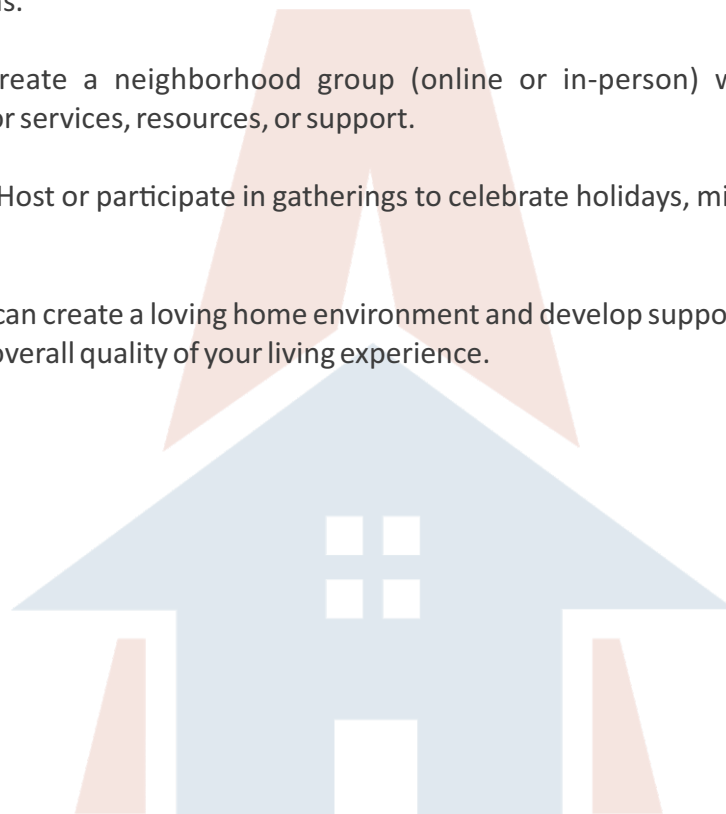 reate a neighborhood group (online or in-person) w
or services, resources, or support.
Host or participate in gatherings to celebrate holidays, mi
can create a loving home environment and develop suppo
overall quality of your living experience.